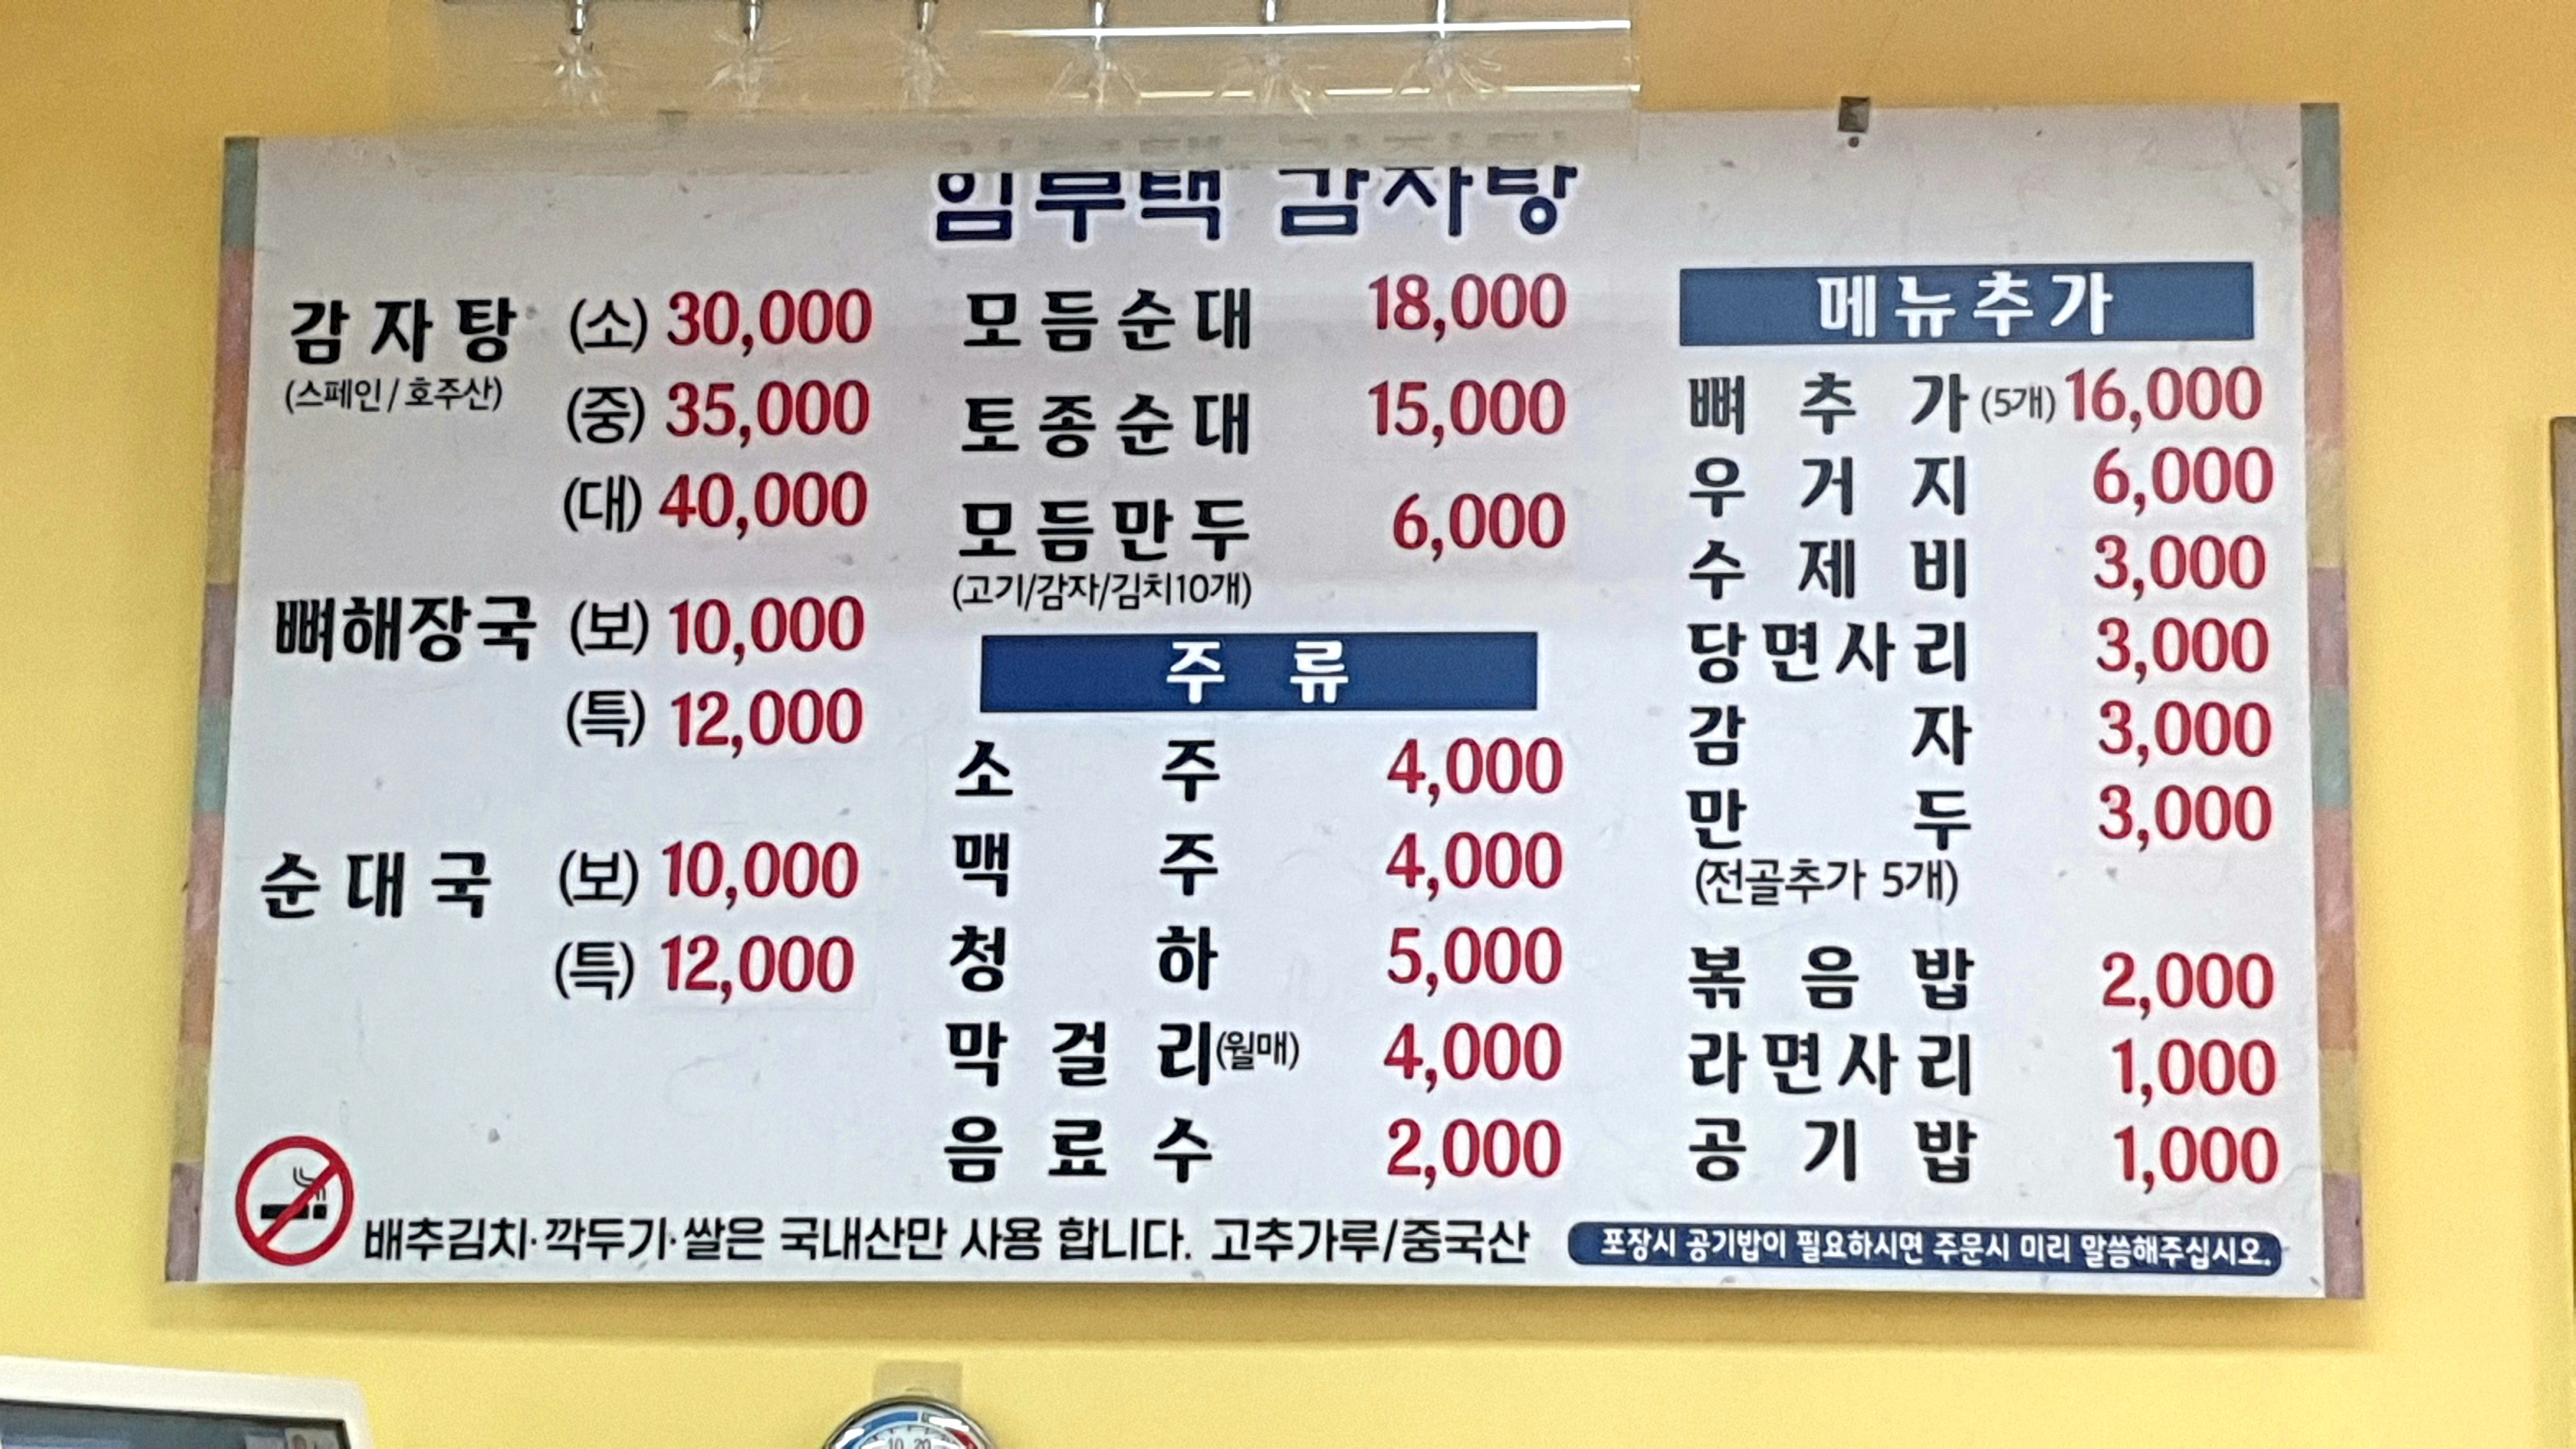 임무택 감자탕
감자탕 (소) 30,000
(스페인/호주산)
(중) 35,000
(대) 40,000
뼈해장국 (보) 10,000
(특) 12,000
순대국 (보) 10,000
(특) 12,000
모듬순대 18,000
토종순대 15,000
모듬만두 6,000
(고기/감자/김치10개)
주류
소주 4,000
맥주 4,000
청하 5,000
막걸리(월매) 4,000
음료수 2,000
메뉴추가
뼈추가(5개) 16,000
우거지 6,000
수제비 3,000
당면사리 3,000
감자 3,000
만두 3,000
(전골추가 5개)
볶음밥 2,000
라면사리 1,000
공기밥 1,000
배추김치·깍두기·쌀은 국내산만 사용 합니다. 고추가루/중국산
포장시 공기밥이 필요하시면 주문시 미리 말씀해주십시오.
10 20